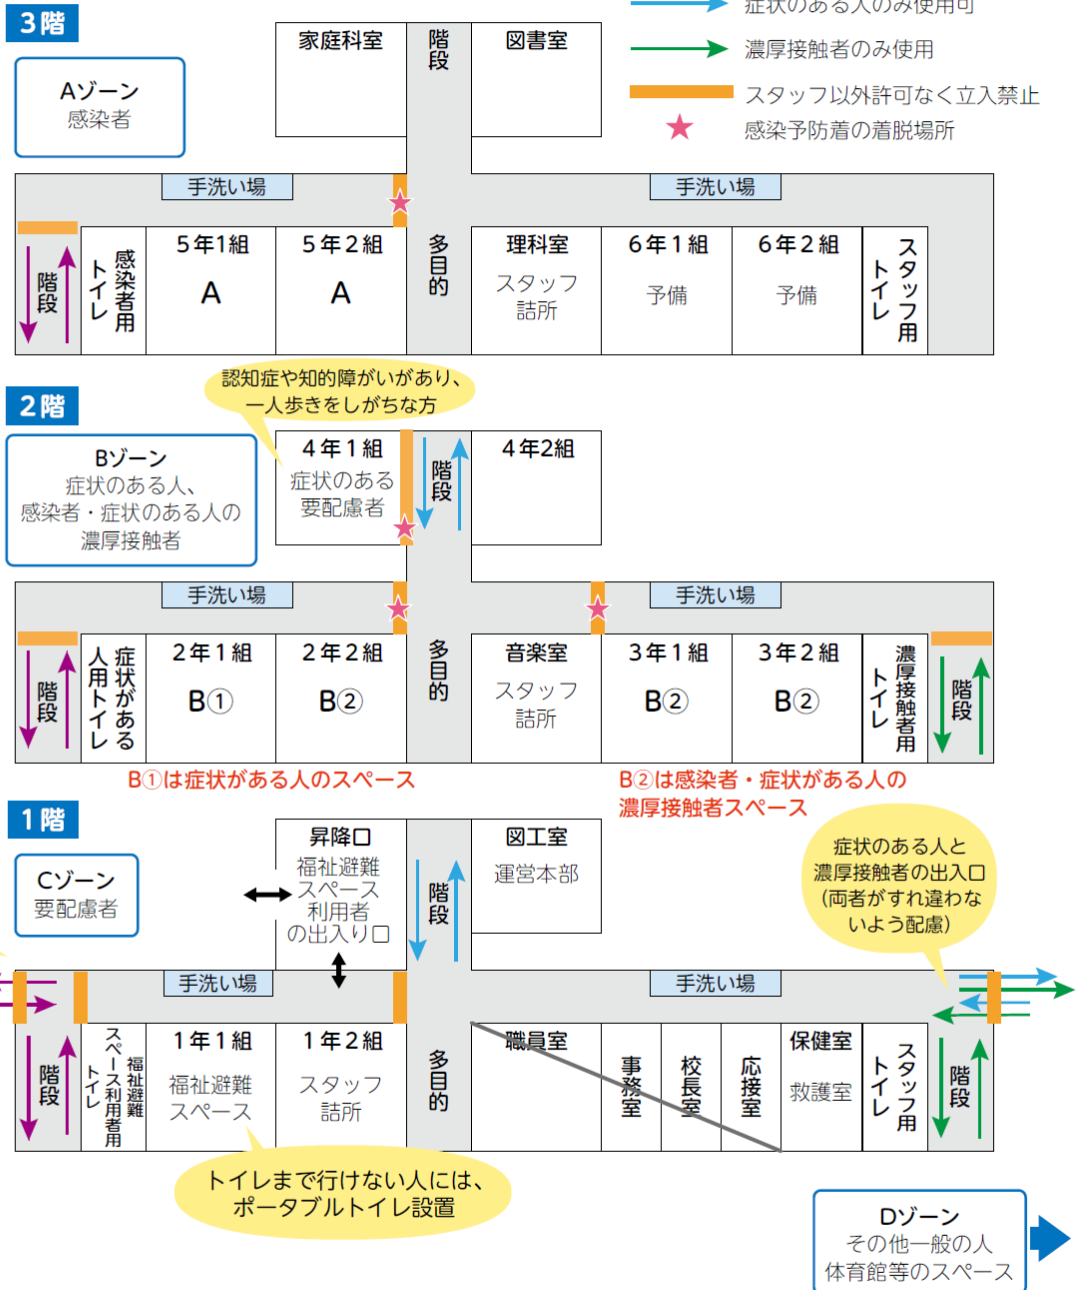 3階
Aゾーン
感染者
症状のある人のみ使用可
濃厚接触者のみ使用
スタッフ以外許可なく立入禁止
感染予防着の着脱場所
家庭科室
階段
図書室
手洗い場
手洗い場
階段
感染者用
トイレ
5年1組
A
5年2組
A
多目的
理科室
スタッフ
詰所
6年1組
予備
6年2組
予備
スタッフ用
トイレ
2階
認知症や知的障がいがあり、
一人歩きをしがちな方
Bゾーン
症状のある人、
感染者・症状のある人の
濃厚接触者
4年1組
症状のある
要配慮者
階段
4年2組
手洗い場
手洗い場
階段
症状がある
人用トイレ
2年1組
B①
2年2組
B②
多目的
音楽室
スタッフ
詰所
3年1組
B②
3年2組
B②
濃厚接触者用
トイレ
階段
B①は症状がある人のスペース
B②は感染者・症状がある人の
濃厚接触者スペース
1階
Cゾーン
要配慮者
昇降口
福祉避難
スペース
利用者
の出入り口
階段
図工室
運営本部
症状のある人と
濃厚接触者の出入口
(両者がすれ違わな
いよう配慮)
手洗い場
手洗い場
階段
福祉避難
スペース利用者用
トイレ
1年1組
福祉避難
スペース
1年2組
スタッフ
詰所
多目的
職員室
事務室
校長室
応接室
保健室
救護室
スタッフ用
トイレ
階段
トイレまで行けない人には、
ポータブルトイレ設置
Dゾーン
その他一般の人
体育館等のスペース